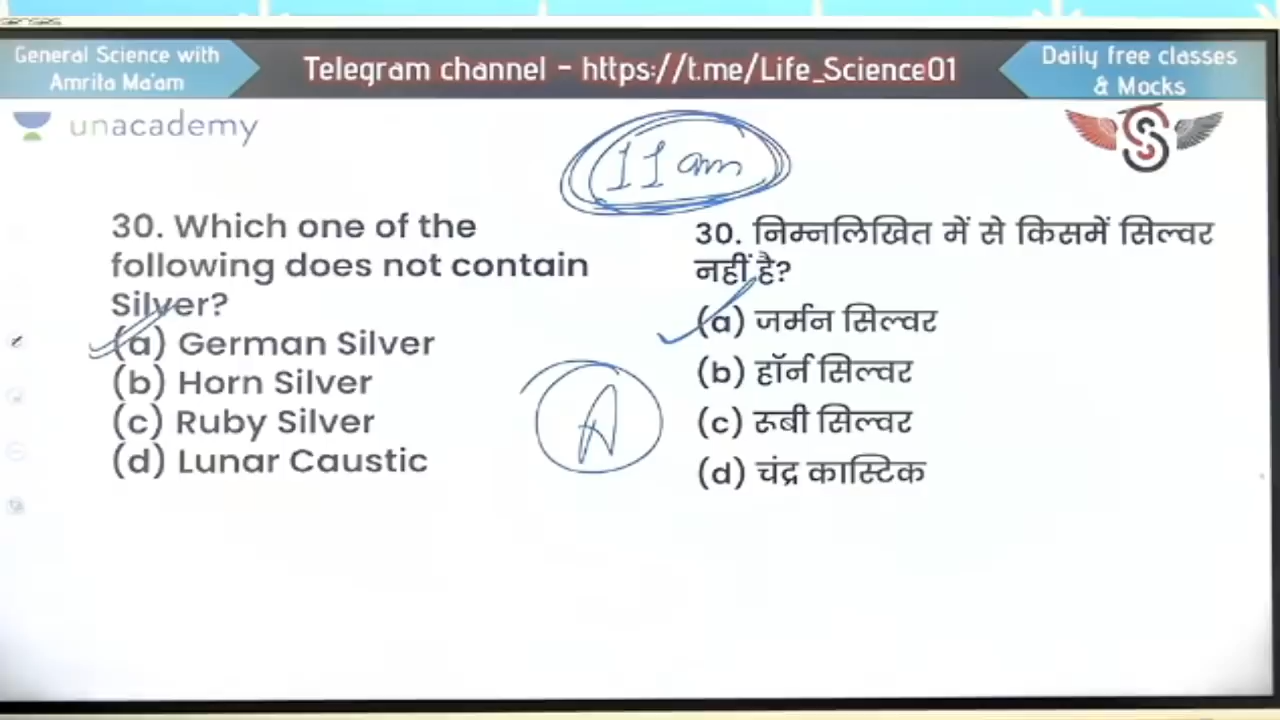 General Science with
Amrita Ma'am
Telegram channel - https://t.me/Life_Science01
Daily free classes
& Mocks
unacademy
11 am
30. Which one of the
following does not contain
Silver?
(a) German Silver
(b) Horn Silver
(c) Ruby Silver
(d) Lunar Caustic
A
30. निम्नलिखित में से किसमें सिल्वर
नहीं है?
(a) जर्मन सिल्वर
(b) हॉर्न सिल्वर
(c) रूबी सिल्वर
(d) चंद्र कास्टिक